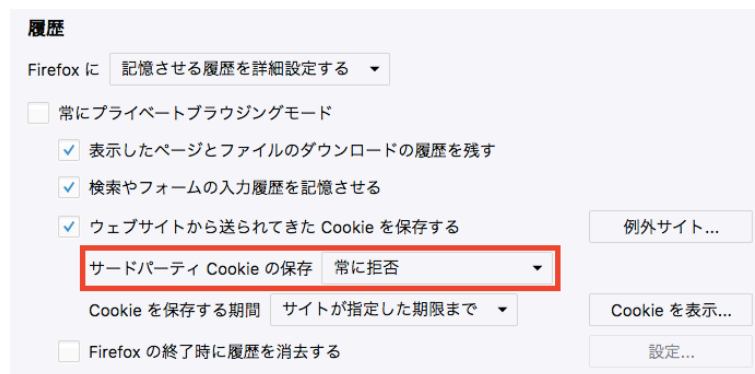 履歴
Firefox に 記憶させる履歴を詳細設定する
常にプライベートブラウジングモード
表示したページとファイルのダウンロードの履歴を残す
検索やフォームの入力履歴を記憶させる
ウェブサイトから送られてきた Cookie を保存する 例外サイト...
サードパーティ Cookie の保存 常に拒否
Cookie を保存する期間 サイトが指定した期限まで Cookie を表示...
Firefox の終了時に履歴を消去する 設定...